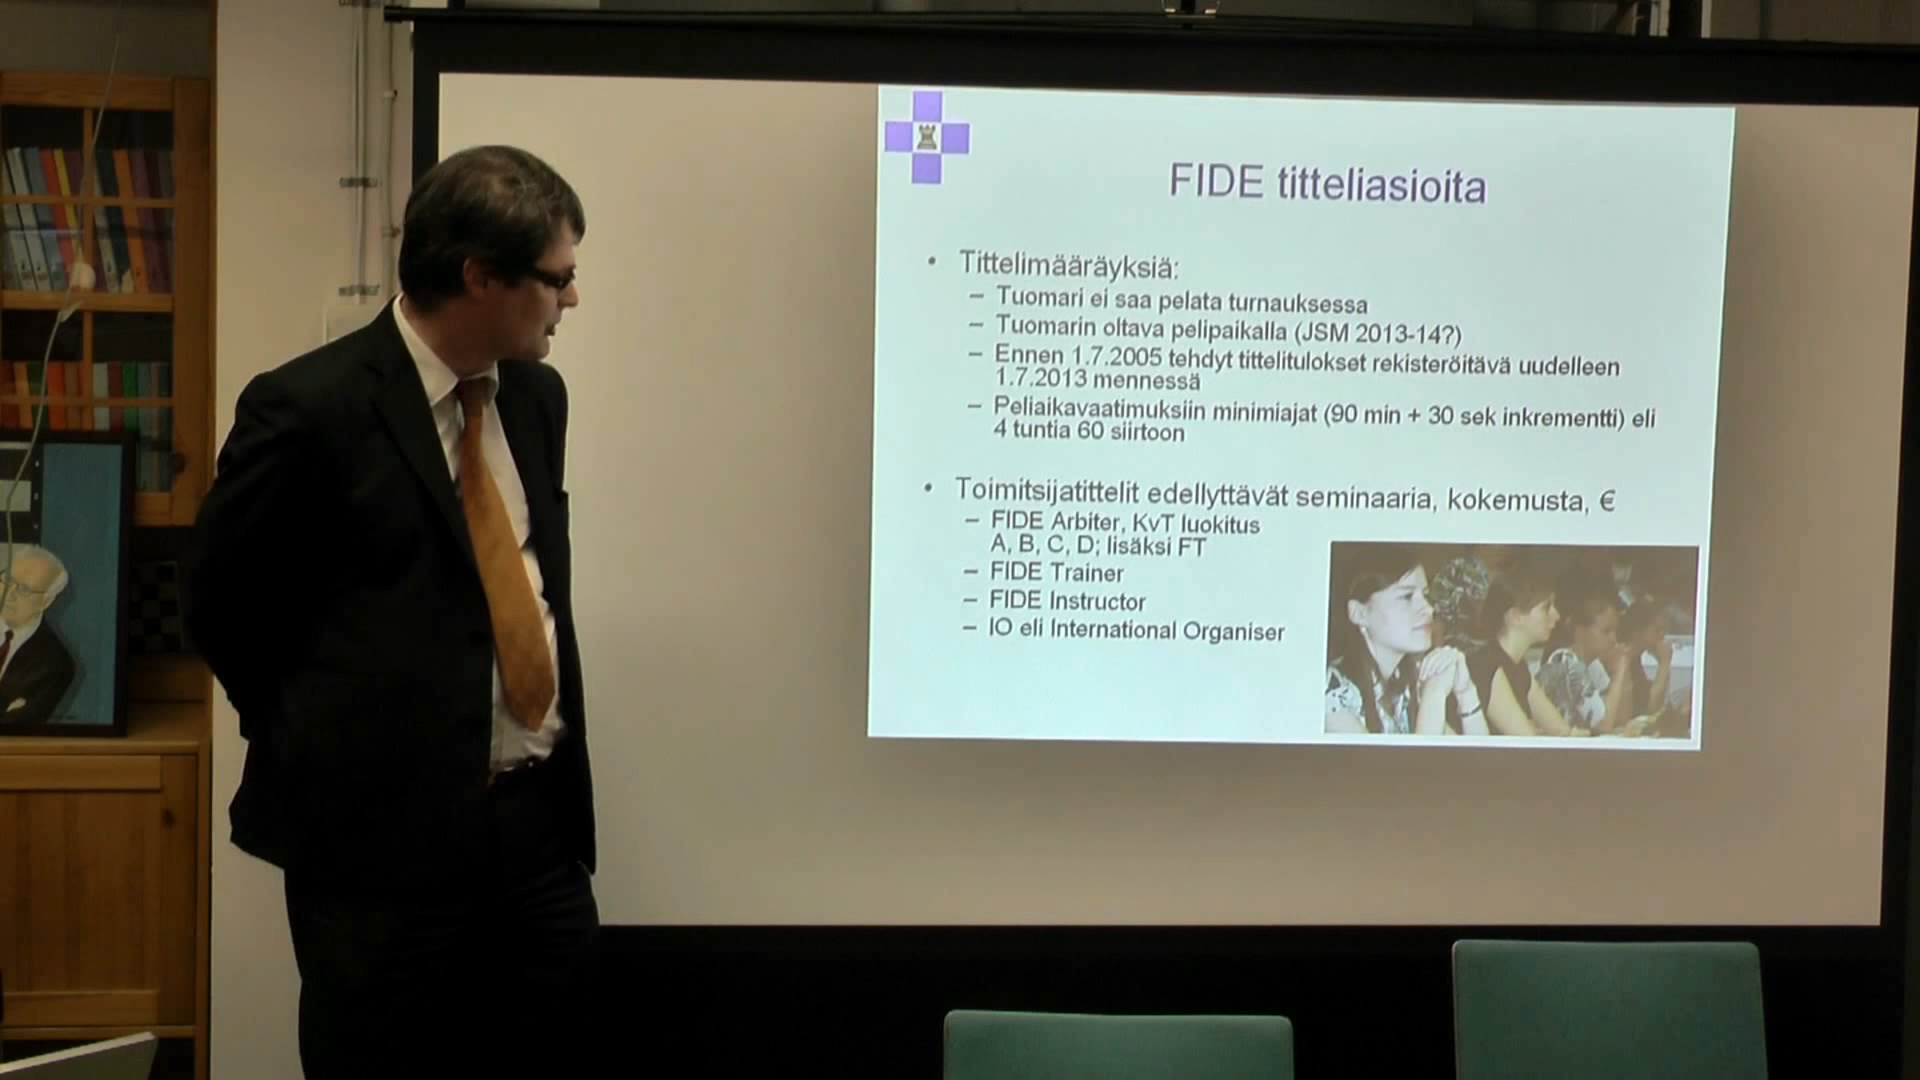 FIDE titteliasioita
• Tittelimääräyksiä:
– Tuomari ei saa pelata turnauksessa
– Tuomarin oltava pelipaikalla (JSM 2013-14?)
– Ennen 1.7.2005 tehdyt tittelitulokset rekisteröitävä uudelleen
1.7.2013 mennessä
– Peliaikavaatimuksiin minimiajat (90 min + 30 sek inkrementti) eli
4 tuntia 60 siirtoon
• Toimitsijatittelit edellyttävät seminaaria, kokemusta, €
– FIDE Arbiter, KvT luokitus
A, B, C, D; lisäksi FT
– FIDE Trainer
– FIDE Instructor
– IO eli International Organiser